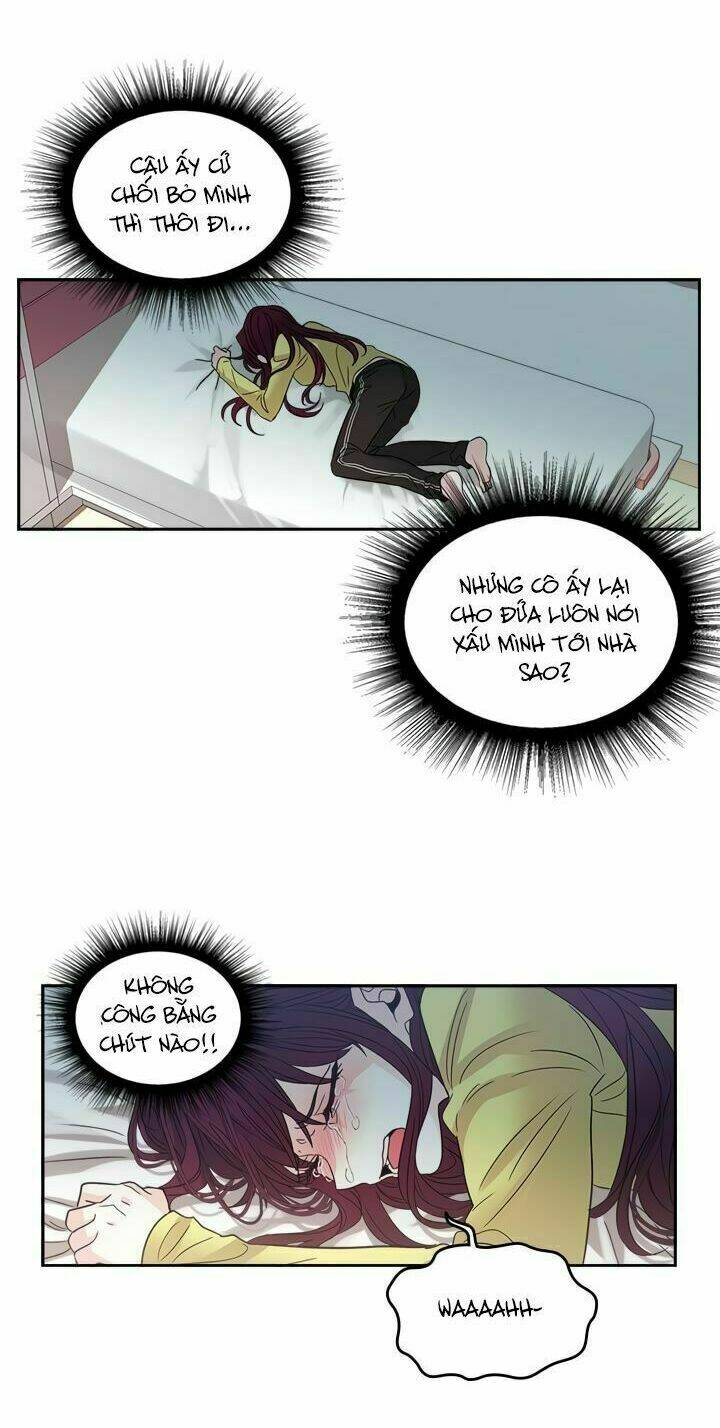 CẬU ẤY CỨ
CHỐI BỎ MÌNH
THÌ THÔI ĐI...
NHƯNG CÔ ẤY LẠI
CHO ĐỨA LUÔN NÓI
XẤU MÌNH TỚI NHÀ
SAO?
KHÔNG
CÔNG BẰNG
CHÚT NÀO!!
WAAAAHH~